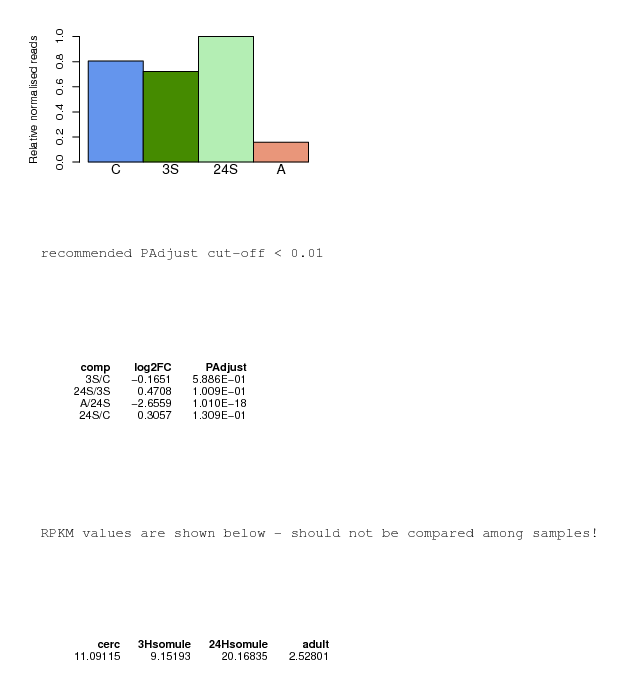 Relative normalised reads
1.0
0.8
0.6
0.4
0.2
0.0
C 3S 24S A
recommended PAdjust cut-off < 0.01
comp log2FC PAdjust
3S/C −0.1651 5.886E−01
24S/3S 0.4708 1.009E−01
A/24S −2.6559 1.010E−18
24S/C 0.3057 1.309E−01
RPKM values are shown below - should not be compared among samples!
cerc 3Hsomule 24Hsomule adult
11.09115 9.15193 20.16835 2.52801